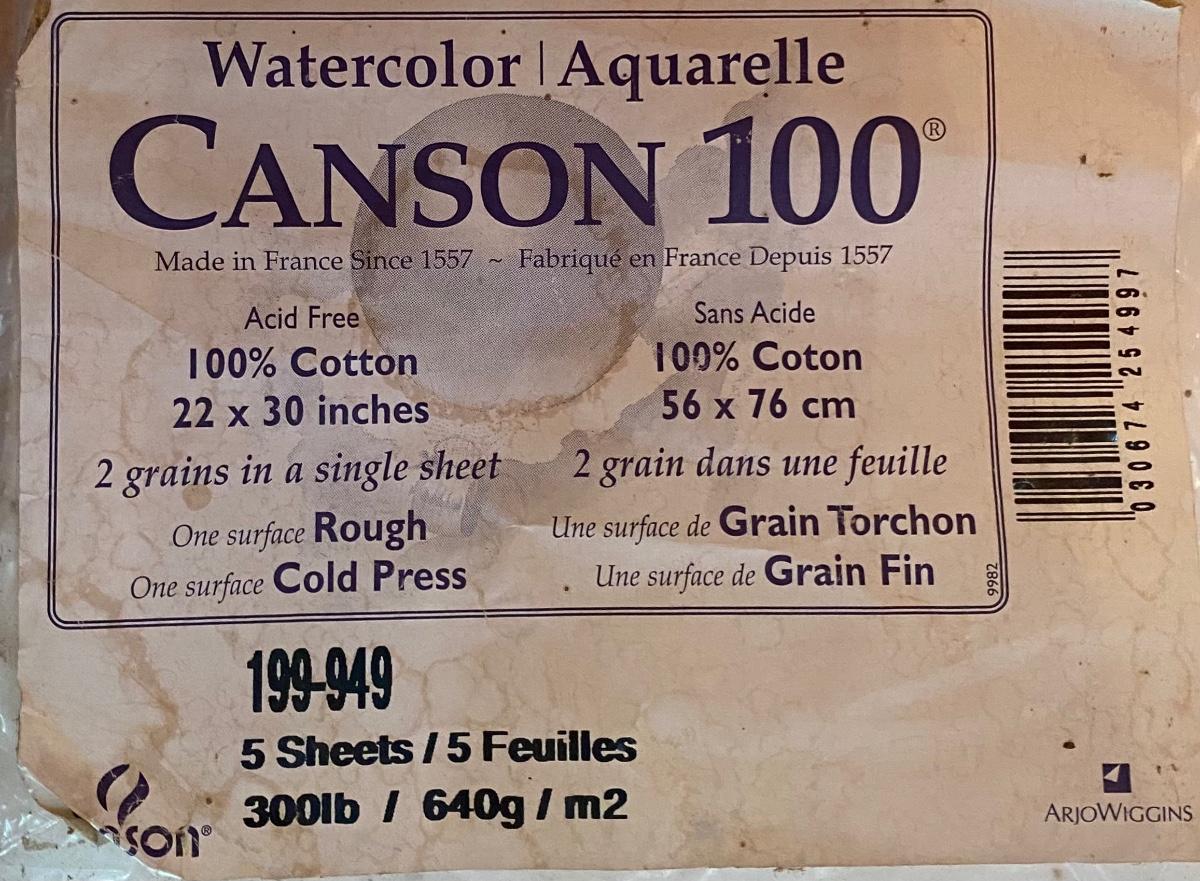 Watercolor | Aquarelle
CANSON 100®
Made in France Since 1557 ~ Fabriqué en France Depuis 1557
Acid Free
100% Cotton
22 x 30 inches
2 grains in a single sheet
One surface Rough
One surface Cold Press
Sans Acide
100% Coton
56 x 76 cm
2 grain dans une feuille
Une surface de Grain Torchon
Une surface de Grain Fin
9982
0 30674 25499 7
199-949
5 Sheets / 5 Feuilles
300lb / 640g / m2
ARJOWIGGINS